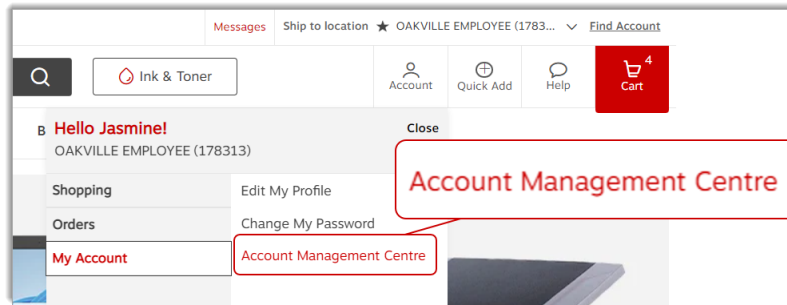 Messages Ship to location ★ OAKVILLE EMPLOYEE (1783... Find Account
Ink & Toner
Account Quick Add Help Cart 4
B
Hello Jasmine! Close
OAKVILLE EMPLOYEE (178313)
Shopping Edit My Profile
Orders Change My Password
My Account Account Management Centre
Account Management Centre